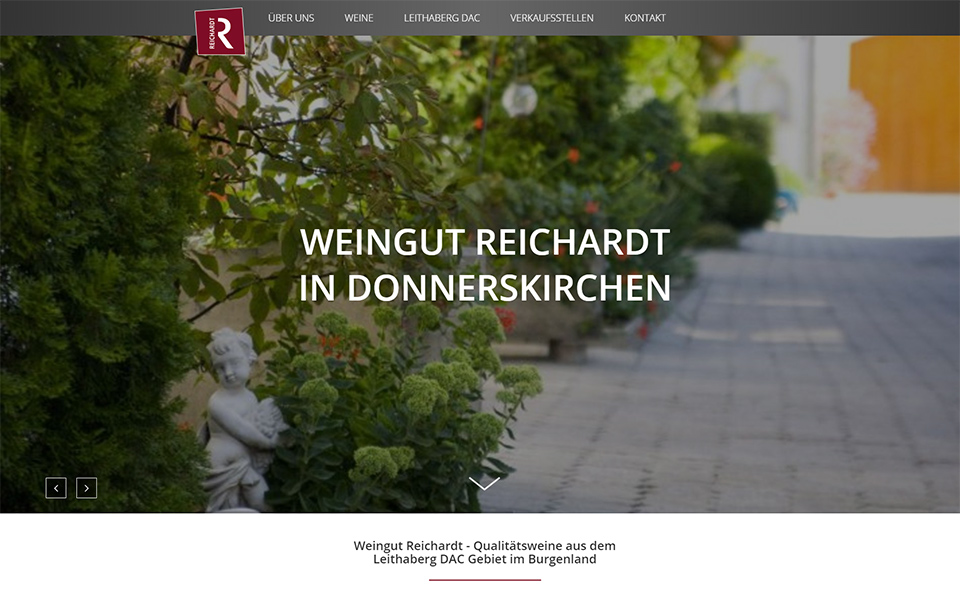 REICHARDT
R
ÜBER UNS WEINE LEITHABERG DAC VERKAUFSSTELLEN KONTAKT
WEINGUT REICHARDT
IN DONNERSKIRCHEN
Weingut Reichardt - Qualitätsweine aus dem
Leithaberg DAC Gebiet im Burgenland